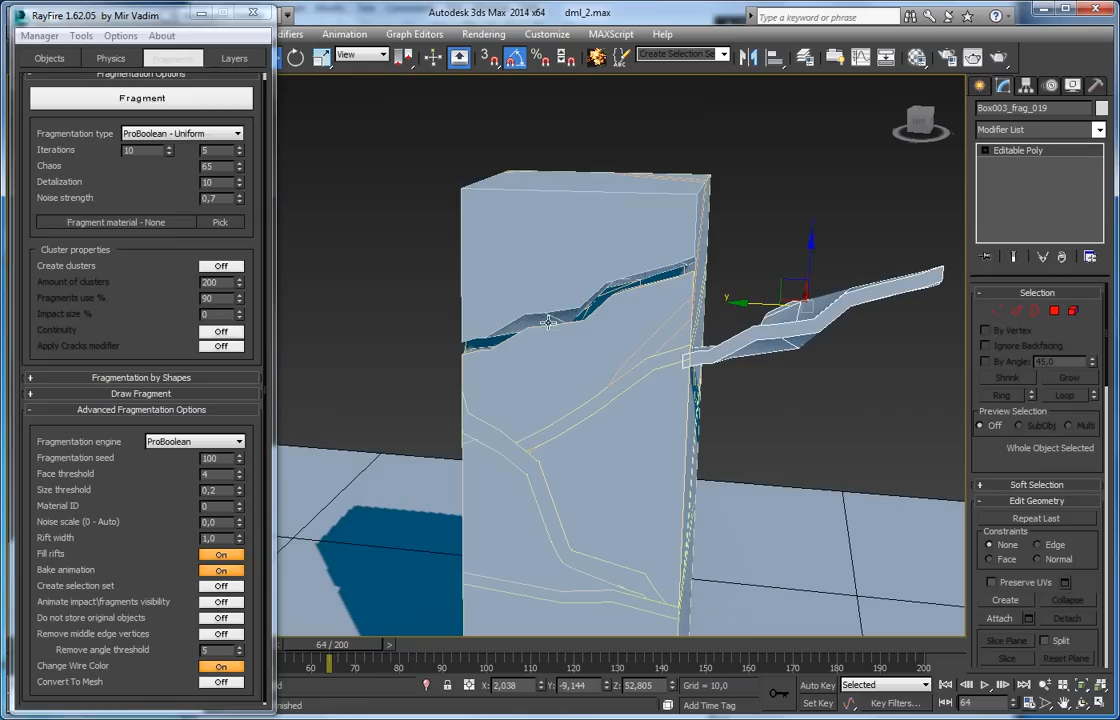 RayFire 1.62.05 by Mir Vadim
Manager Tools Options About
Objects Physics Layers
Fragmentation Options
Fragment
Fragmentation type ProBoolean - Uniform
Iterations 10 5
Chaos 65
Detalization 10
Noise strength 0,7
Fragment material - None Pick
Cluster properties
Create clusters Off
Amount of clusters 200
Fragments use % 90
Impact size % 0
Continuity Off
Apply Cracks modifier Off
+ Fragmentation by Shapes
+ Draw Fragment
- Advanced Fragmentation Options
Fragmentation engine ProBoolean
Fragmentation seed 100
Face threshold 4
Size threshold 0,2
Material ID 0
Noise scale (0 - Auto) 0,0
Rift width 1,0
Fill rifts On
Bake animation On
Create selection set Off
Animate impact\fragments visibility Off
Do not store original objects Off
Remove middle edge vertices Off
Remove angle threshold 5
Change Wire Color On
Convert To Mesh Off
Autodesk 3ds Max 2014 x64 dml_2.max
Type a keyword or phrase
difiers Animation Graph Editors Rendering Customize MAXScript Help
View
3
Create Selection Se
y
64 / 200
60 70 80 90 100 110 120 130 140 150 160 170 180 190 200
d X: 2,038 Y: -9,144 Z: 52,805 Grid = 10,0
nished Add Time Tag
Auto Key Selected
Set Key Key Filters...
64
Box003_frag_019
Modifier List
Editable Poly
- Selection
By Vertex
Ignore Backfacing
By Angle: 45,0
Shrink Grow
Ring Loop
Preview Selection
Off SubObj Multi
Whole Object Selected
+ Soft Selection
- Edit Geometry
Repeat Last
Constraints
None Edge
Face Normal
Preserve UVs
Create Collapse
Attach Detach
Slice Plane Split
Slice Reset Plane